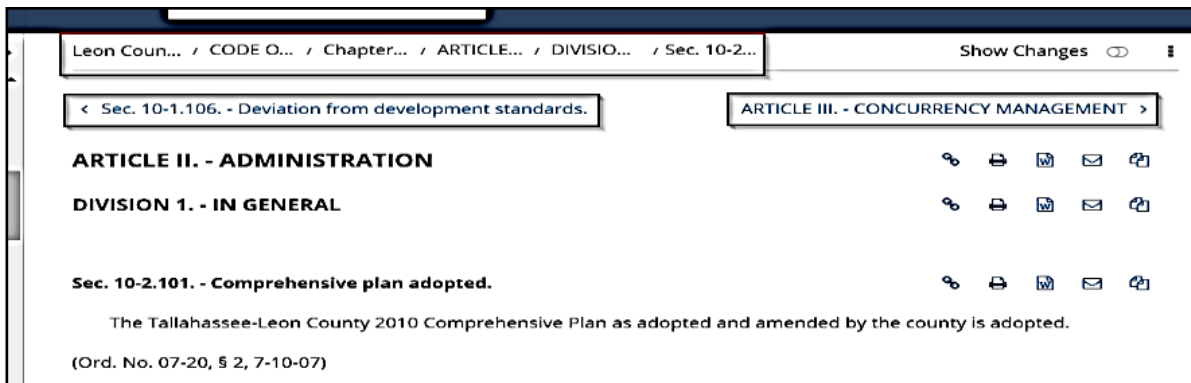 Leon Coun... / CODE O... / Chapter... / ARTICLE... / DIVISIO... / Sec. 10-2... Show Changes
< Sec. 10-1.106. - Deviation from development standards. ARTICLE III. - CONCURRENCY MANAGEMENT >
ARTICLE II. - ADMINISTRATION
DIVISION 1. - IN GENERAL
Sec. 10-2.101. - Comprehensive plan adopted.
The Tallahassee-Leon County 2010 Comprehensive Plan as adopted and amended by the county is adopted.
(Ord. No. 07-20, § 2, 7-10-07)